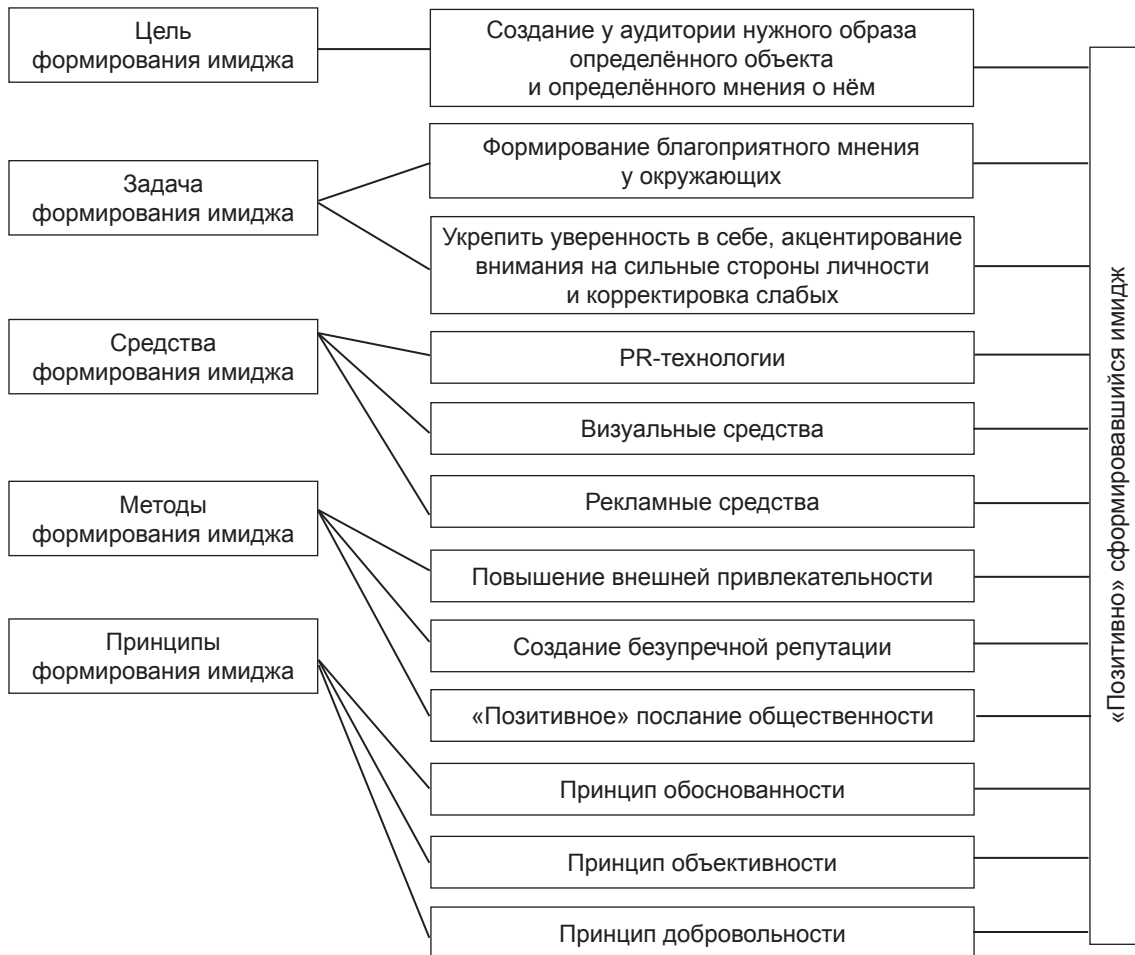 Цель
формирования имиджа
Создание у аудитории нужного образа
определённого объекта
и определённого мнения о нём
Задача
формирования имиджа
Формирование благоприятного мнения
у окружающих
Укрепить уверенность в себе, акцентирование
внимания на сильные стороны личности
и корректировка слабых
Средства
формирования имиджа
PR-технологии
Визуальные средства
Рекламные средства
Методы
формирования имиджа
Повышение внешней привлекательности
Создание безупречной репутации
«Позитивное» послание общественности
Принципы
формирования имиджа
Принцип обоснованности
Принцип объективности
Принцип добровольности
«Позитивно» сформировавшийся имидж